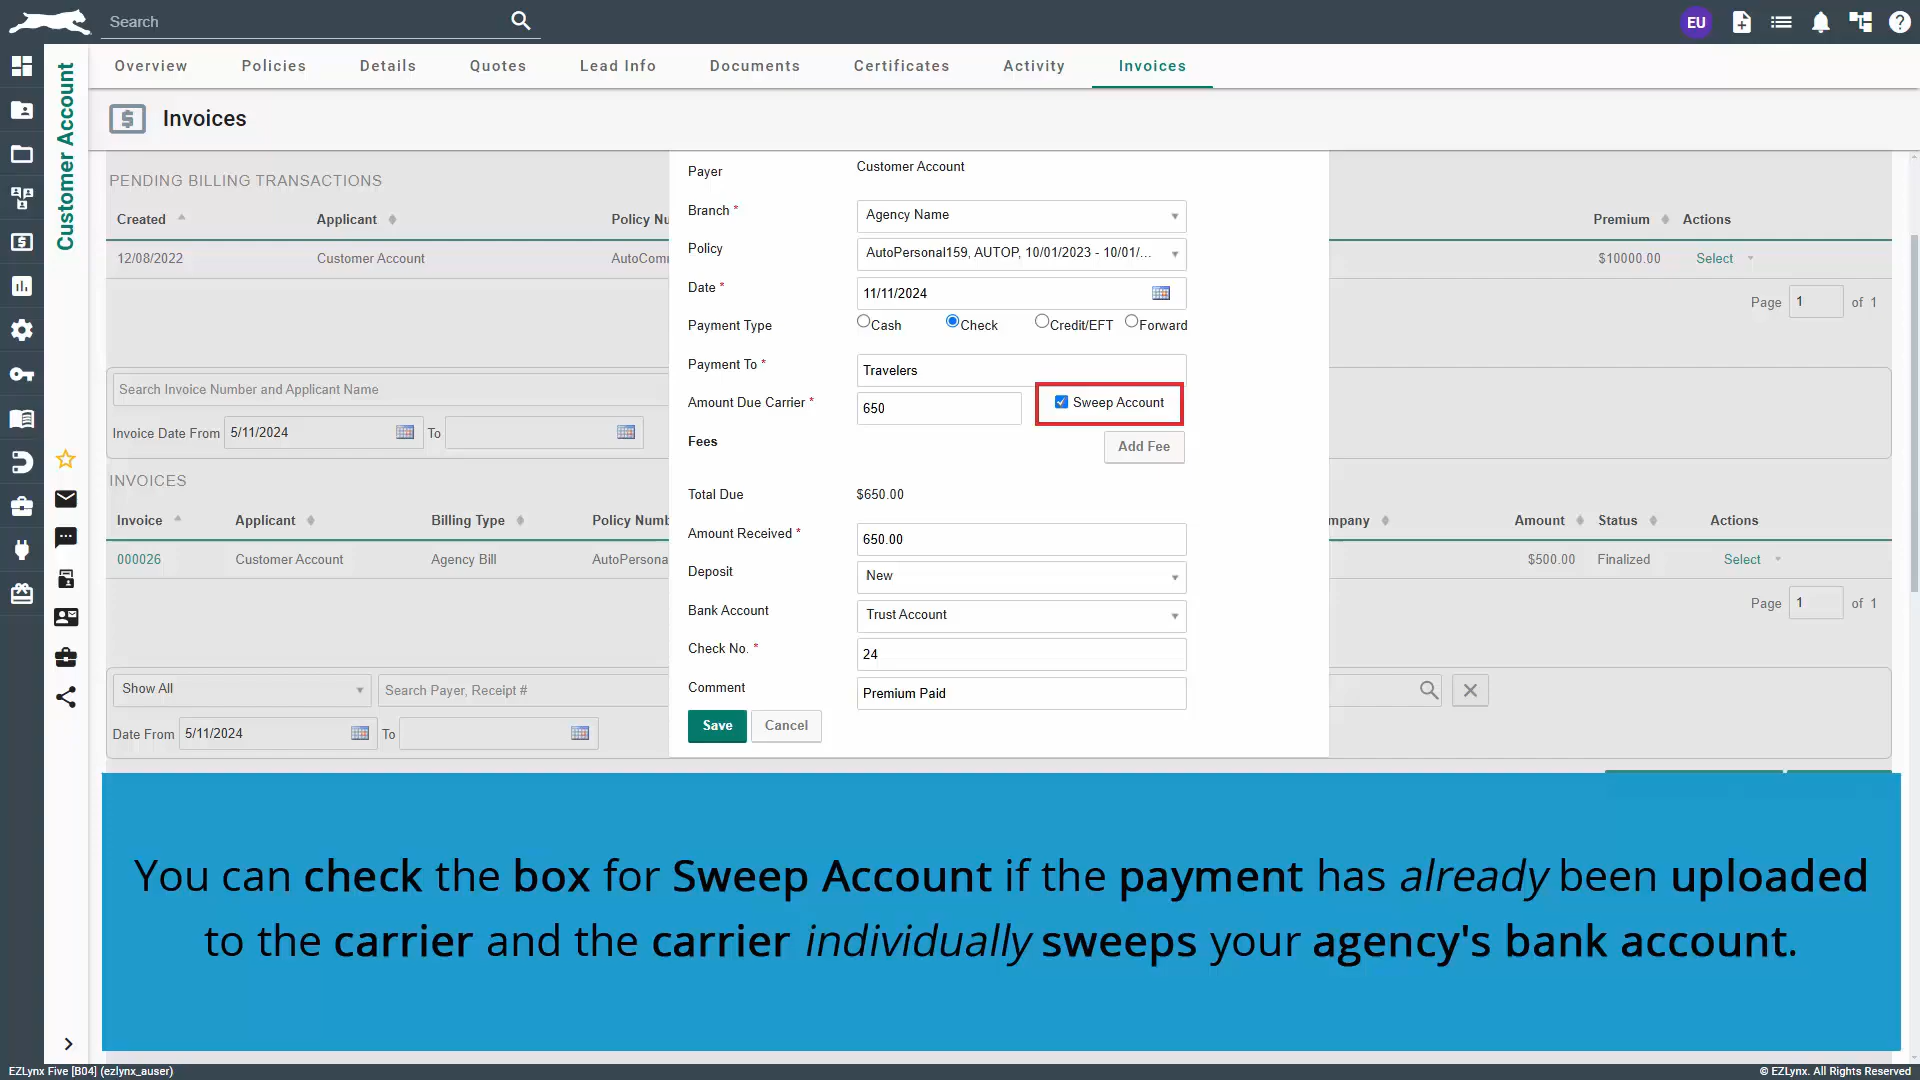 Search
EU
Customer Account
Overview Policies Details Quotes Lead Info Documents Certificates Activity Invoices
Invoices
PENDING BILLING TRANSACTIONS
Created Applicant Policy Nu Premium Actions
12/08/2022 Customer Account AutoCom $10000.00 Select
Page 1 of 1
Payer Customer Account
Branch * Agency Name
Policy AutoPersonal159, AUTOP, 10/01/2023 - 10/01/...
Date * 11/11/2024
Payment Type Cash Check Credit/EFT Forward
Payment To * Travelers
Amount Due Carrier * 650 Sweep Account
Fees Add Fee
Total Due $650.00
Amount Received * 650.00
Deposit New
Bank Account Trust Account
Check No. * 24
Comment Premium Paid
Save Cancel
Search Invoice Number and Applicant Name
Invoice Date From 5/11/2024 To
INVOICES
Invoice Applicant Billing Type Policy Numb mpany Amount Status Actions
000026 Customer Account Agency Bill AutoPersona $500.00 Finalized Select
Page 1 of 1
Show All Search Payer, Receipt #
Date From 5/11/2024 To
You can check the box for Sweep Account if the payment has already been uploaded
to the carrier and the carrier individually sweeps your agency's bank account.
EZLynx Five [B04] (ezlynx_auser) © EZLynx. All Rights Reserved